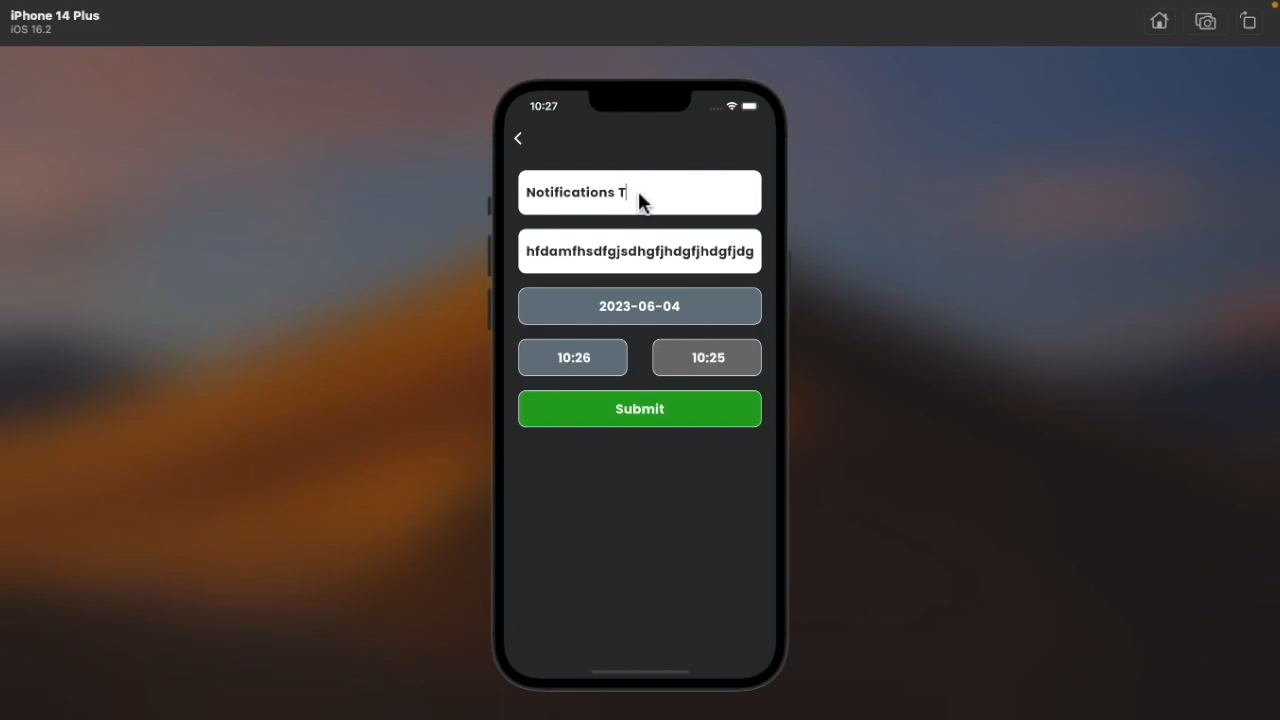 iPhone 14 Plus
iOS 16.2
10:27
Notifications T
hfdamfhsdfgjsdhgfjhdgfjhdgfjdg
2023-06-04
10:26 10:25
Submit